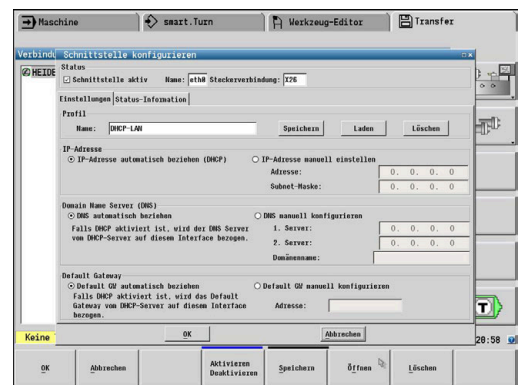 Maschine
smart.Turn
Werkzeug-Editor
Transfer
Schnittstelle konfigurieren
HEIDE
Status
Schnittstelle aktiv Name: eth0 Steckerverbindung: X26
Einstellungen Status-Information
Profil
Name: DHCP-LAN
Speichern Laden Löschen
IP-Adresse
IP-Adresse automatisch beziehen (DHCP) IP-Adresse manuell einstellen
Adresse: 0. 0. 0. 0
Subnet-Maske: 0. 0. 0. 0
Domain Name Server (DNS)
DNS automatisch beziehen DNS manuell konfigurieren
Falls DHCP aktiviert ist, wird der DNS Server 1. Server: 0. 0. 0. 0
vom DHCP-Server auf diesem Interface bezogen. 2. Server: 0. 0. 0. 0
Domänenname:
Default Gateway
Default GW automatisch beziehen Default GW manuell konfigurieren
Falls DHCP aktiviert ist, wird das Default
Gateway vom DHCP-Server auf diesem Interface Adresse:
bezogen.
OK Abbrechen
Keine
20:58
T
OK Abbrechen Aktivieren Speichern Öffnen Löschen
Deaktivieren